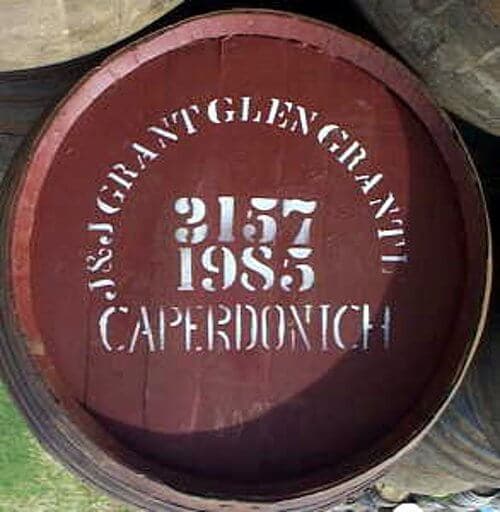 J&J GRANT GLEN GRANT L
3157
1985
CAPERDONICH